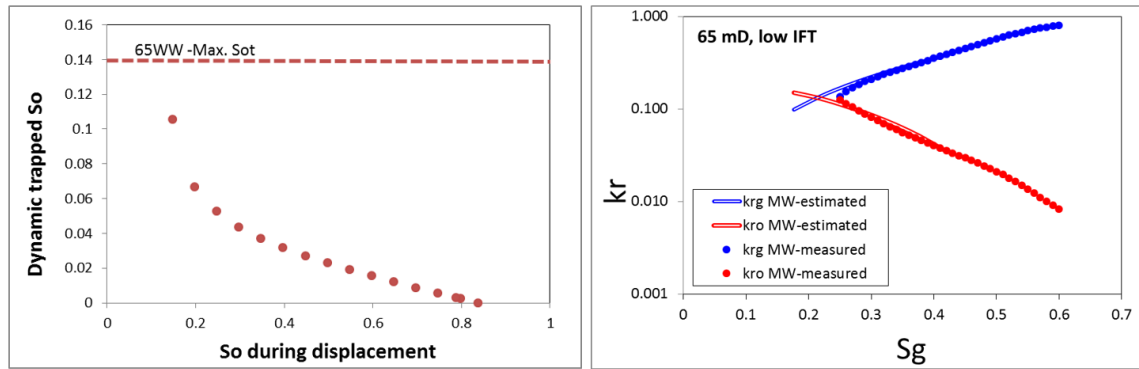 0.16
65WW -Max. Sot
0.14
0.12
0.1
0.08
0.06
0.04
0.02
0
Dynamic trapped So
0 0.2 0.4 0.6 0.8 1
So during displacement
1.000
65 mD, low IFT
0.100
0.010
0.001
kr
krg MW-estimated
kro MW-estimated
krg MW-measured
kro MW-measured
0 0.1 0.2 0.3 0.4 0.5 0.6 0.7
Sg